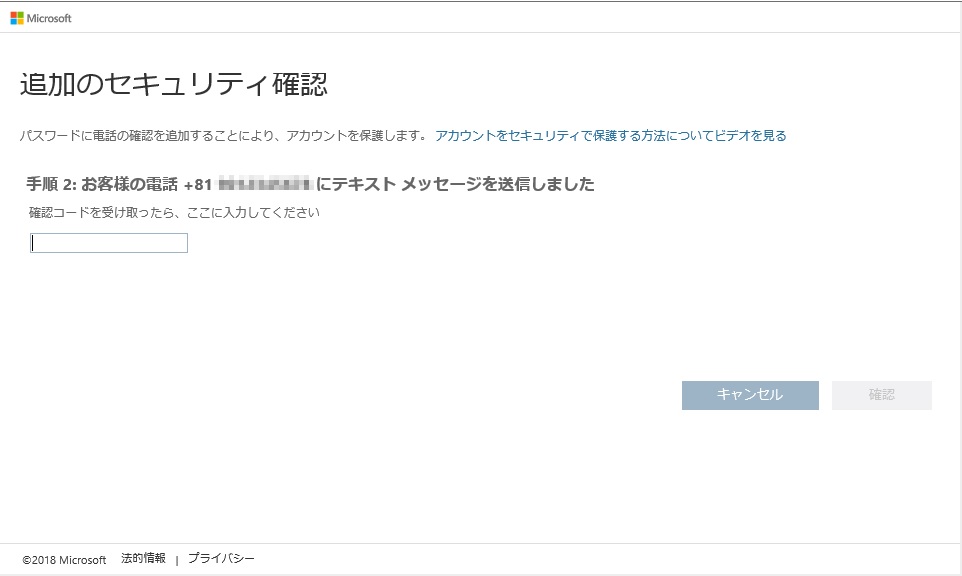 Microsoft
追加のセキュリティ確認
パスワードに電話の確認を追加することにより、アカウントを保護します。 アカウントをセキュリティで保護する方法についてビデオを見る
手順 2: お客様の電話 +81 にテキスト メッセージを送信しました
確認コードを受け取ったら、ここに入力してください
キャンセル 確認
©2018 Microsoft 法的情報 | プライバシー